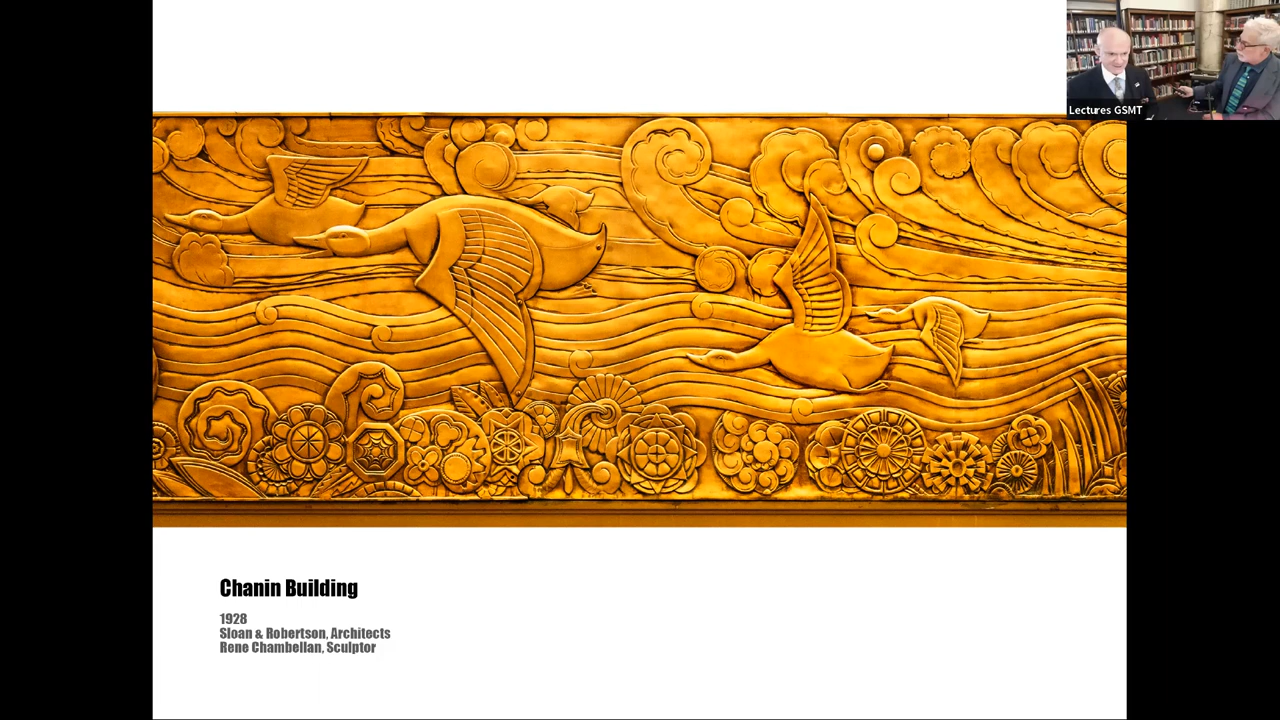 Lectures GSMT
Chanin Building
1928
Sloan & Robertson, Architects
Rene Chambellan, Sculptor